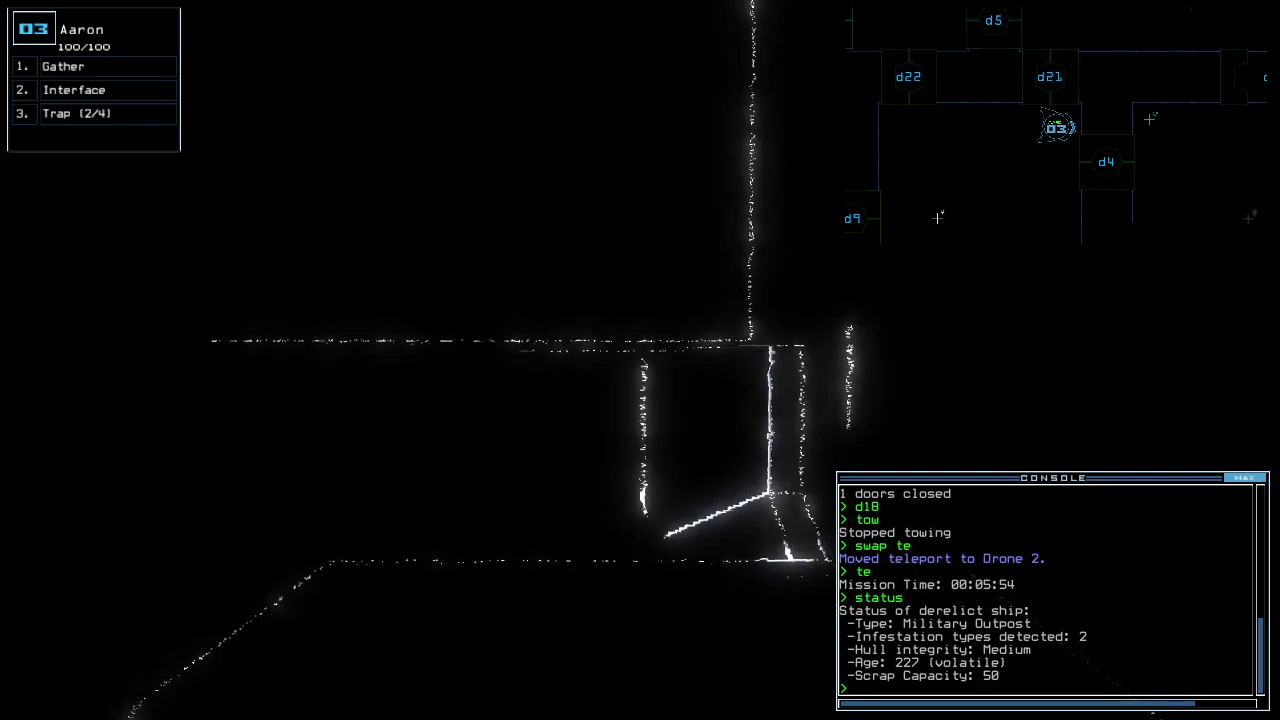 03 Aaron
100/100
1. Gather
2. Interface
3. Trap (2/4)
d5
d22
d21
03
d4
d9
CONSOLE
MAX
1 doors closed
> d18
> tow
Stopped towing
> swap te
Moved teleport to Drone 2.
> te
Mission Time: 00:05:54
> status
Status of derelict ship:
-Type: Military Outpost
-Infestation types detected: 2
-Hull integrity: Medium
-Age: 227 (volatile)
-Scrap Capacity: 50
>